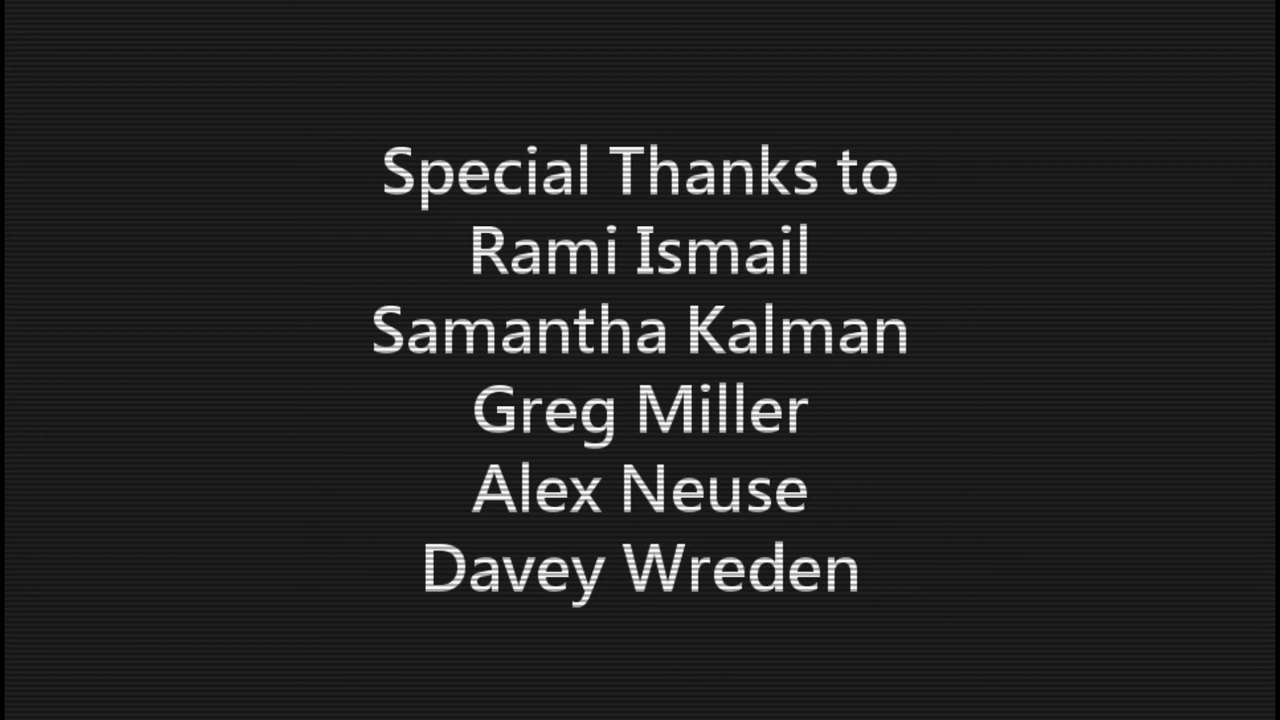 Special Thanks to
Rami Ismail
Samantha Kalman
Greg Miller
Alex Neuse
Davey Wreden